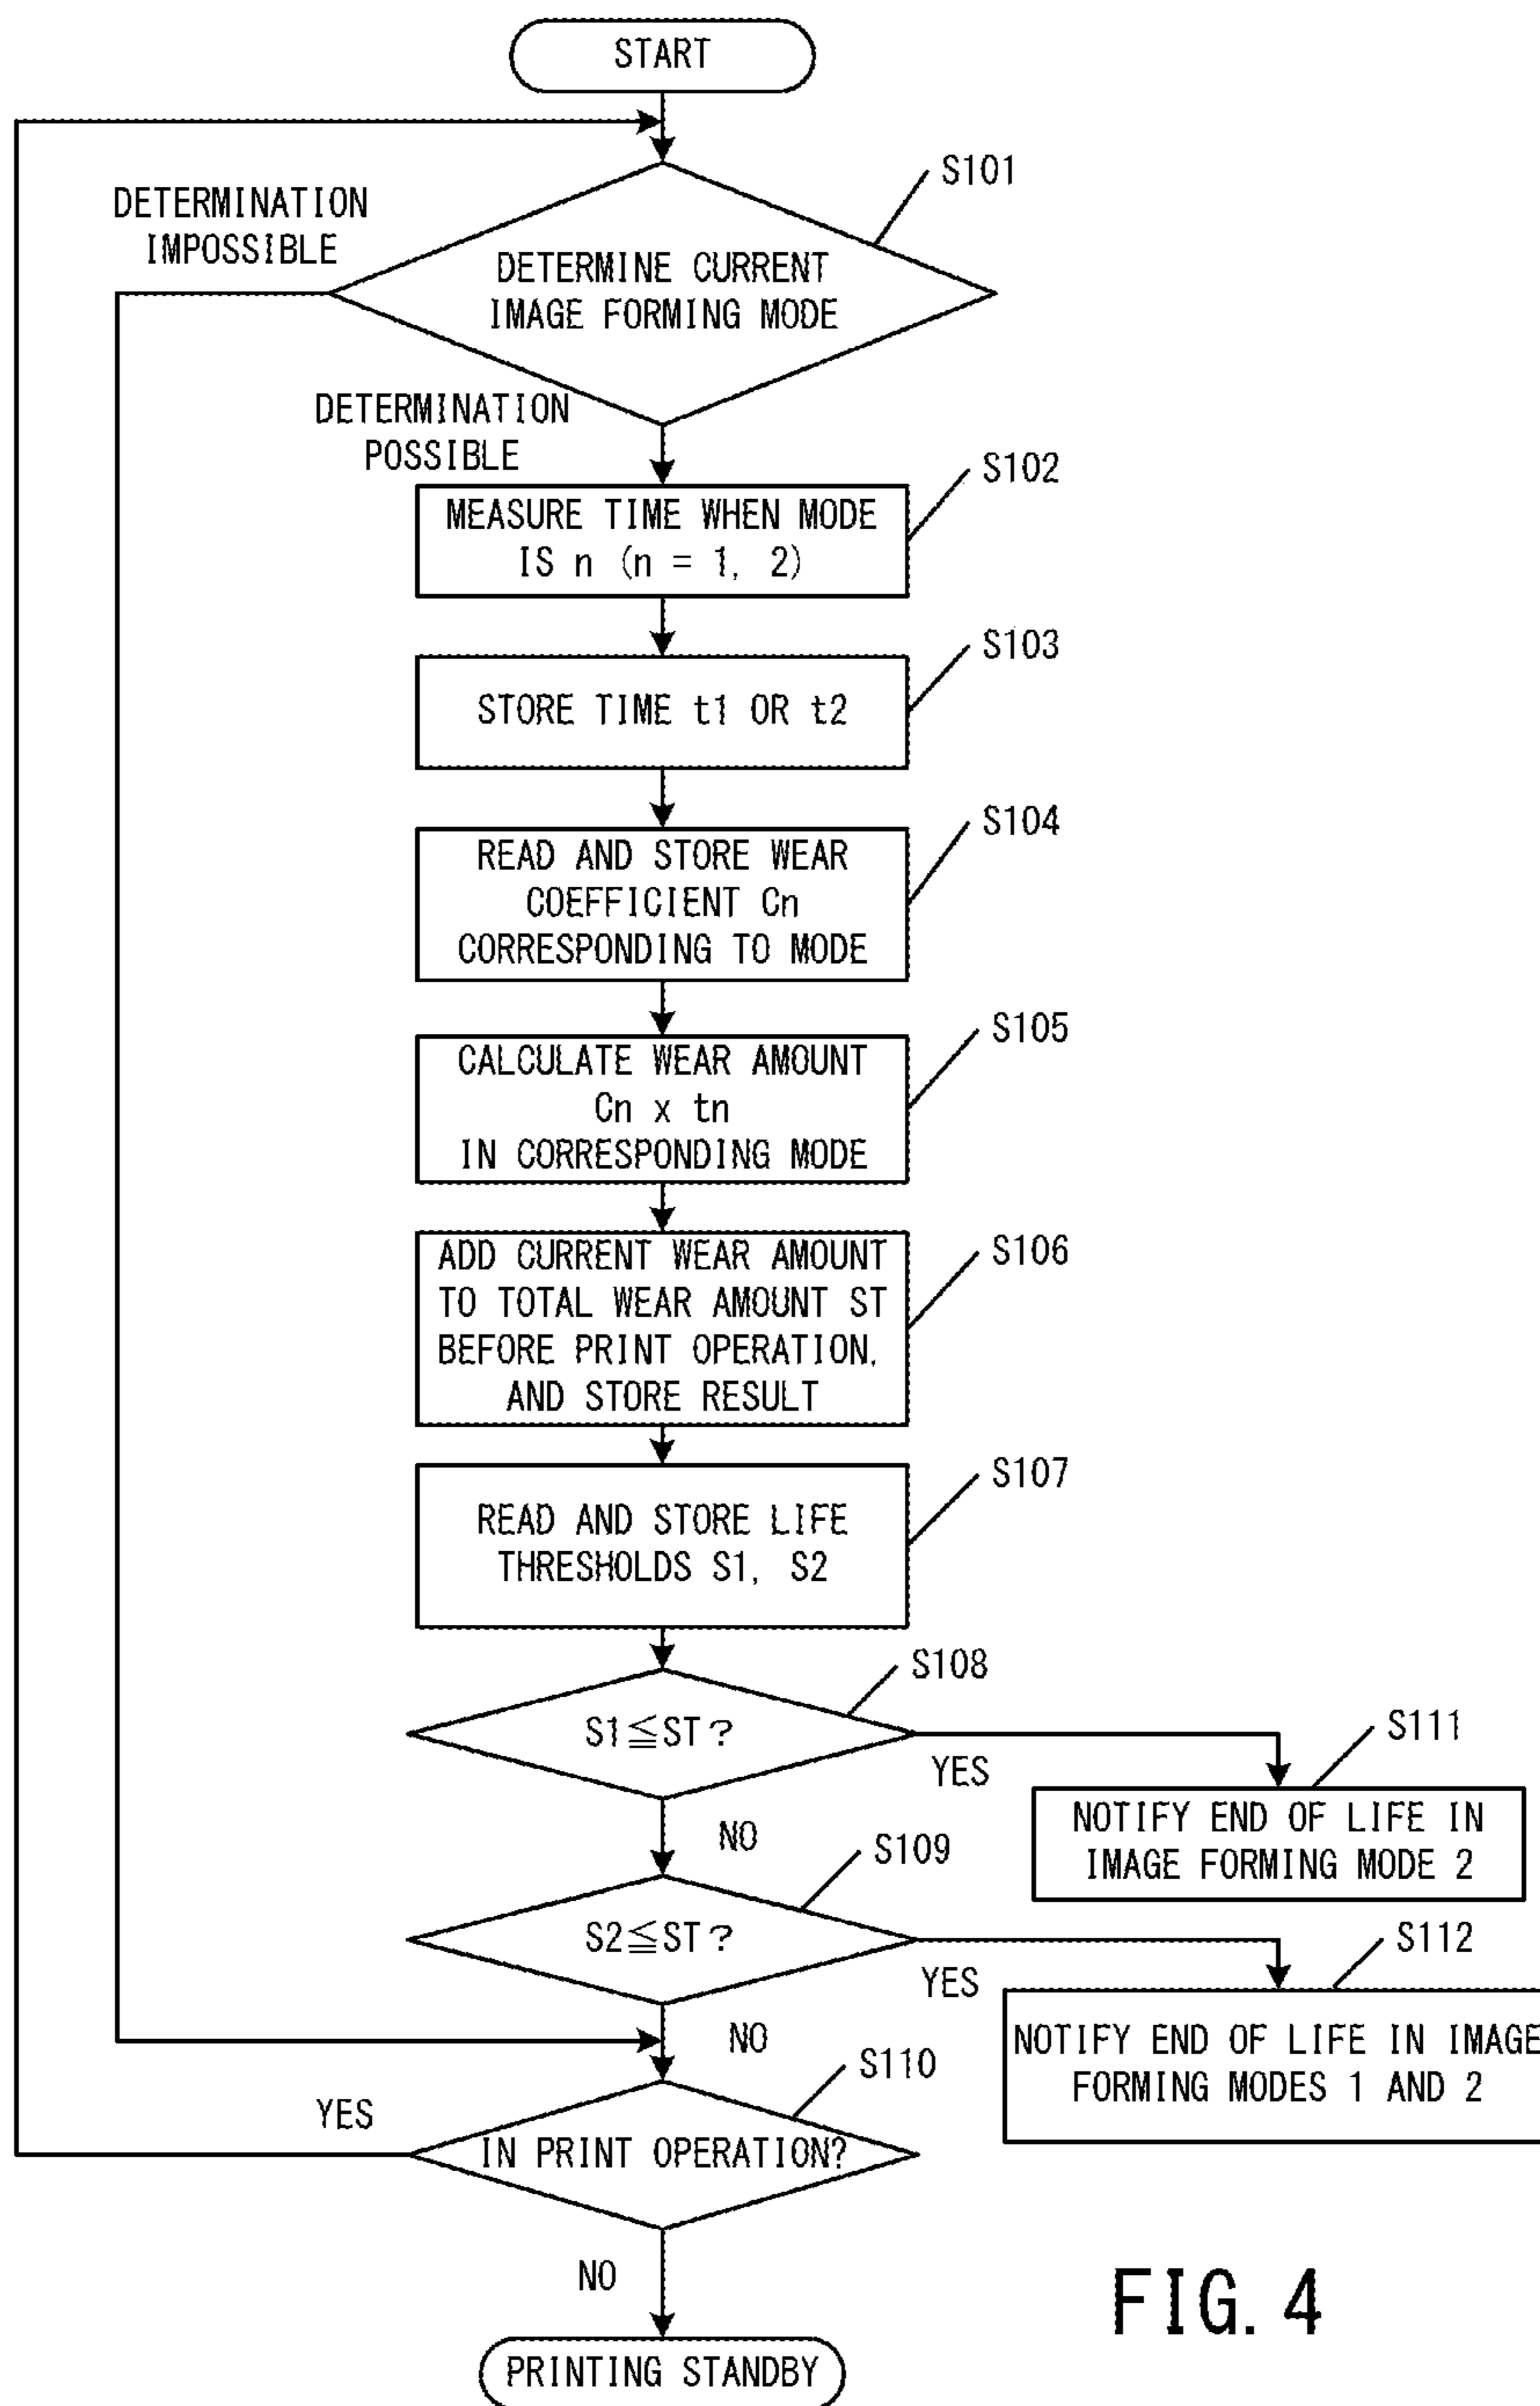 START
S101
DETERMINATION
IMPOSSIBLE
DETERMINE CURRENT
IMAGE FORMING MODE
DETERMINATION
POSSIBLE
S102
MEASURE TIME WHEN MODE
IS n (n = 1, 2)
S103
STORE TIME t1 OR t2
S104
READ AND STORE WEAR
COEFFICIENT Cn
CORRESPONDING TO MODE
S105
CALCULATE WEAR AMOUNT
Cn x tn
IN CORRESPONDING MODE
S106
ADD CURRENT WEAR AMOUNT
TO TOTAL WEAR AMOUNT ST
BEFORE PRINT OPERATION,
AND STORE RESULT
S107
READ AND STORE LIFE
THRESHOLDS S1, S2
S108
S1≦ST?
YES
S111
NOTIFY END OF LIFE IN
IMAGE FORMING MODE 2
NO
S109
S2≦ST?
YES
S112
NOTIFY END OF LIFE IN IMAGE
FORMING MODES 1 AND 2
NO
S110
YES
IN PRINT OPERATION?
NO
PRINTING STANDBY
FIG. 4